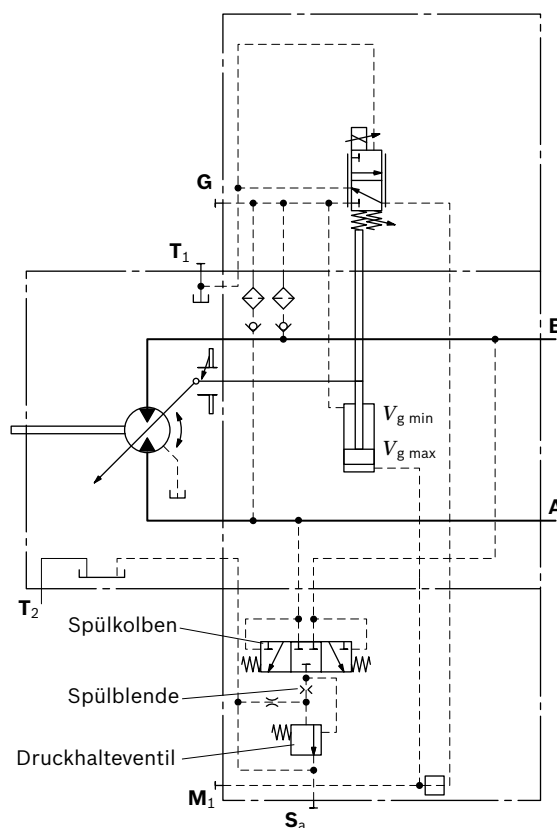 G
T1
B
Vg min
Vg max
A
T2
Spülkolben
Spülblende
Druckhalteventil
M1
Sa